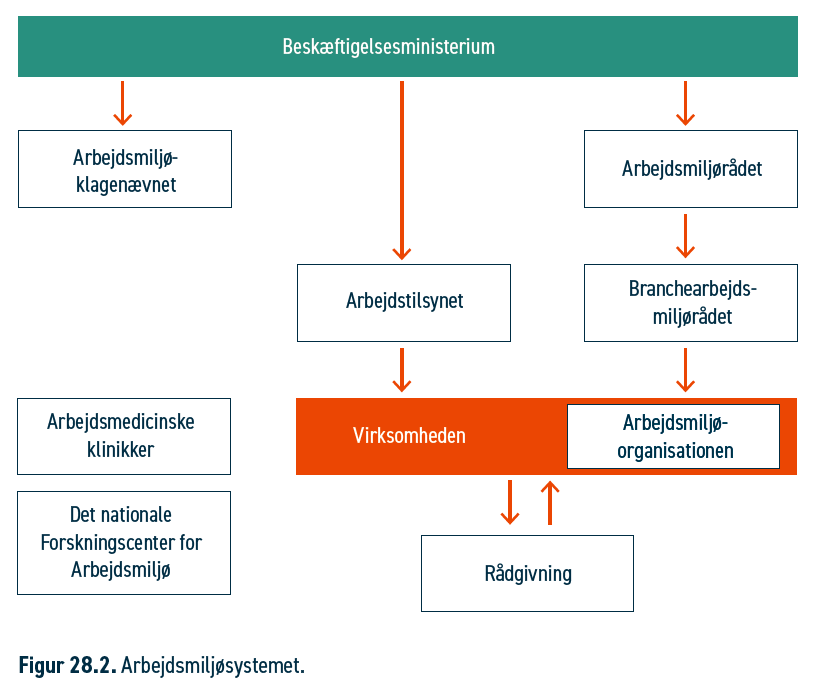 Beskæftigelsesministerium
Arbejdsmiljø-
klagenævnet
Arbejdsmiljørådet
Arbejdstilsynet
Branchearbejds-
miljørådet
Arbejdsmedicinske
klinikker
Virksomheden
Arbejdsmiljø-
organisationen
Det nationale
Forskningscenter for
Arbejdsmiljø
Rådgivning
Figur 28.2. Arbejdsmiljøsystemet.